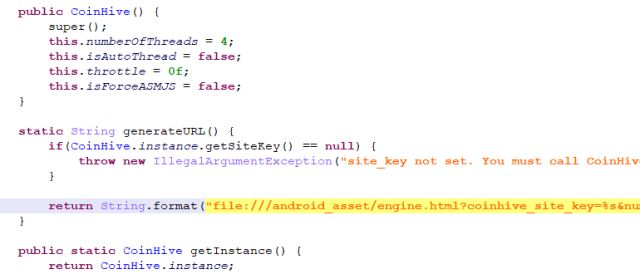 public CoinHive() {
super();
this.numberOfThreads = 4;
this.isAutoThread = false;
this.throttle = 0f;
this.isForceASMJS = false;
}
static String generateURL() {
if(CoinHive.instance.getSiteKey() == null) {
throw new IllegalArgumentException("site_key not set. You must call CoinHiv
}
return String.format("file:///android_asset/engine.html?coinhive_site_key=%s&nu
}
public static CoinHive getInstance() {
return CoinHive.instance;